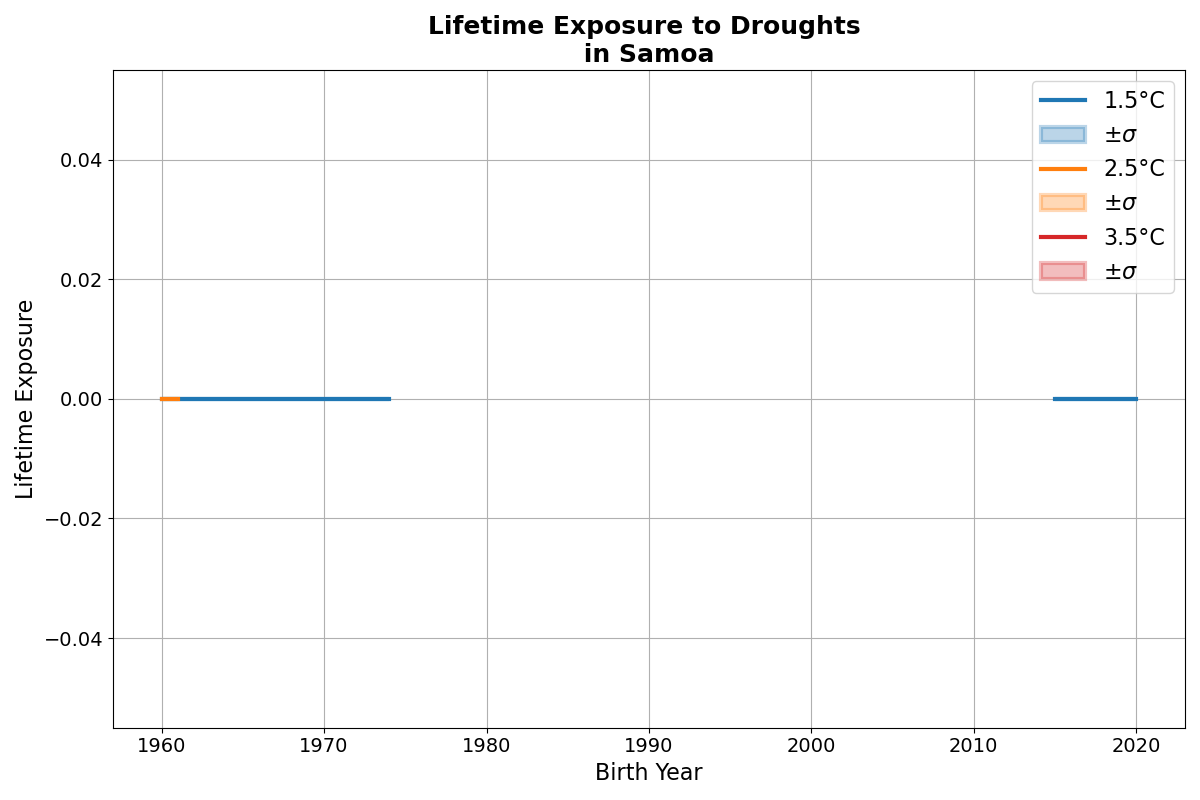 Lifetime Exposure to Droughts
in Samoa
1.5°C
±σ
2.5°C
±σ
3.5°C
±σ
Lifetime Exposure
0.04
0.02
0.00
−0.02
−0.04
1960 1970 1980 1990 2000 2010 2020
Birth Year